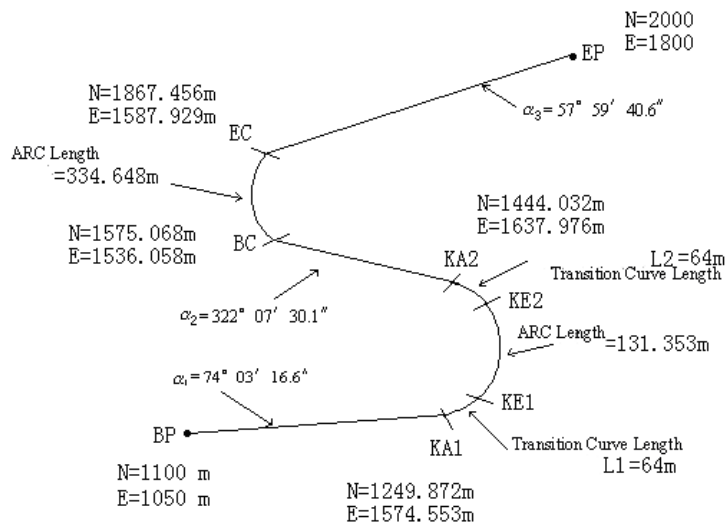 N=2000
E=1800
EP
N=1867.456m
E=1587.929m
EC
α3=57° 59′ 40.6″
ARC Length
=334.648m
N=1444.032m
E=1637.976m
N=1575.068m
E=1536.058m
BC
KA2
L2=64m
Transition Curve Length
KE2
α2=322° 07′ 30.1″
ARC Length
=131.353m
α1=74° 03′ 16.6″
KE1
BP
KA1
Transition Curve Length
L1=64m
N=1100 m
E=1050 m
N=1249.872m
E=1574.553m